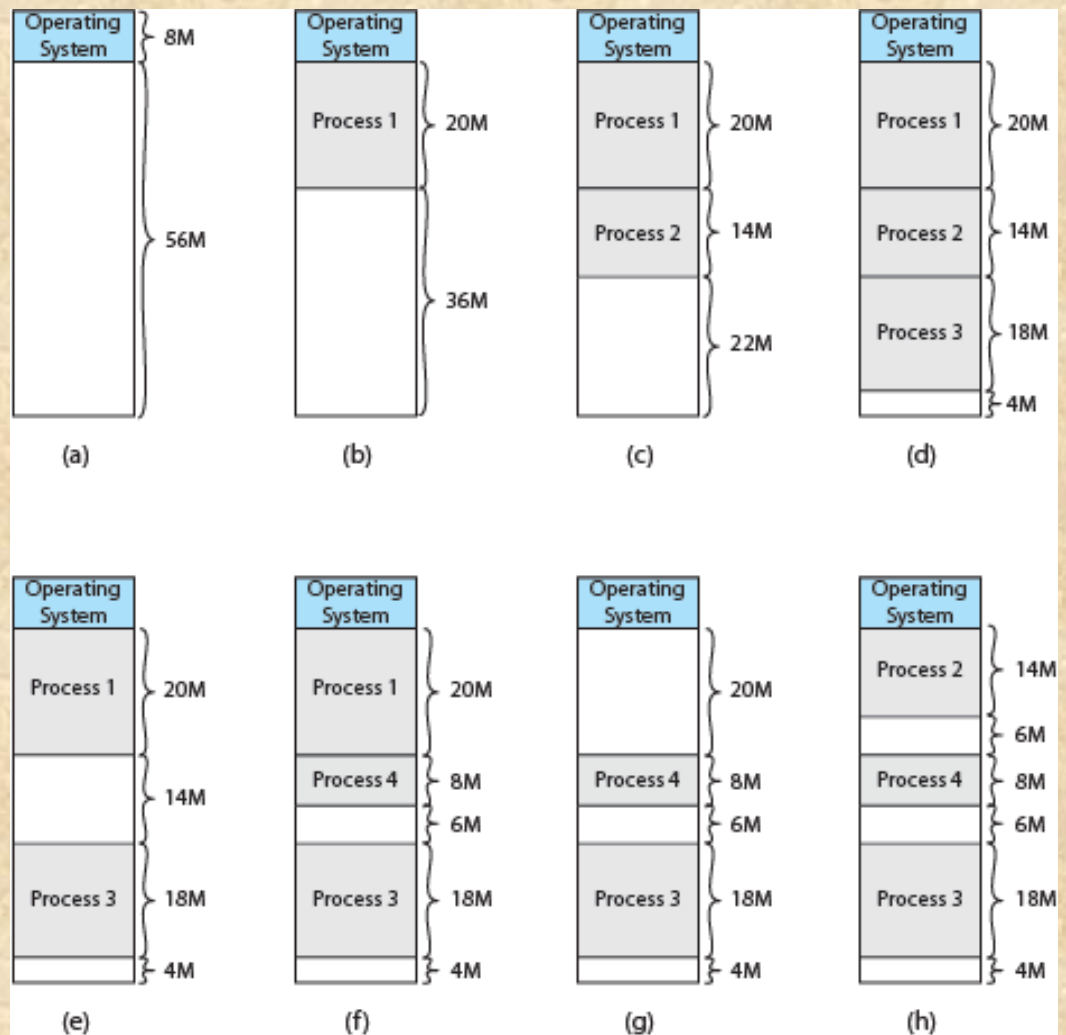 Operating
System
8M
56M
(a)
Operating
System
Process 1
20M
36M
(b)
Operating
System
Process 1
20M
Process 2
14M
22M
(c)
Operating
System
Process 1
20M
Process 2
14M
Process 3
18M
4M
(d)
Operating
System
Process 1
20M
14M
Process 3
18M
4M
(e)
Operating
System
Process 1
20M
Process 4
8M
6M
Process 3
18M
4M
(f)
Operating
System
20M
Process 4
8M
6M
Process 3
18M
4M
(g)
Operating
System
Process 2
14M
6M
Process 4
8M
6M
Process 3
18M
4M
(h)